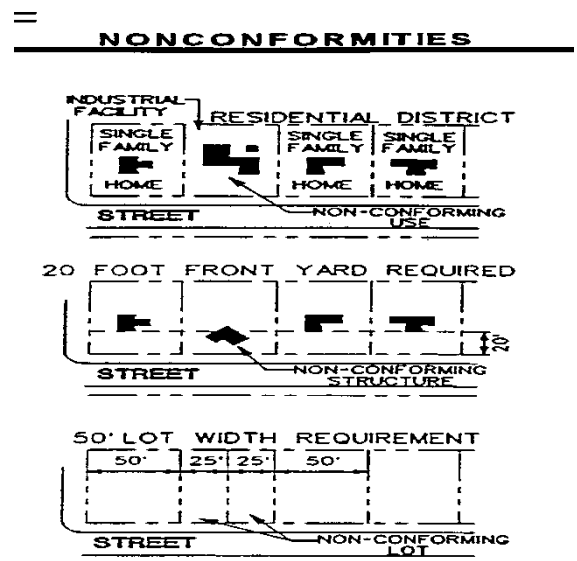 NONCONFORMITIES
INDUSTRIAL
FACILITY
RESIDENTIAL DISTRICT
SINGLE
FAMILY
HOME
SINGLE
FAMILY
HOME
SINGLE
FAMILY
HOME
STREET
NON-CONFORMING
USE
20 FOOT FRONT YARD REQUIRED
20'
STREET
NON-CONFORMING
STRUCTURE
50' LOT WIDTH REQUIREMENT
50' 25' 25' 50'
STREET
NON-CONFORMING
LOT